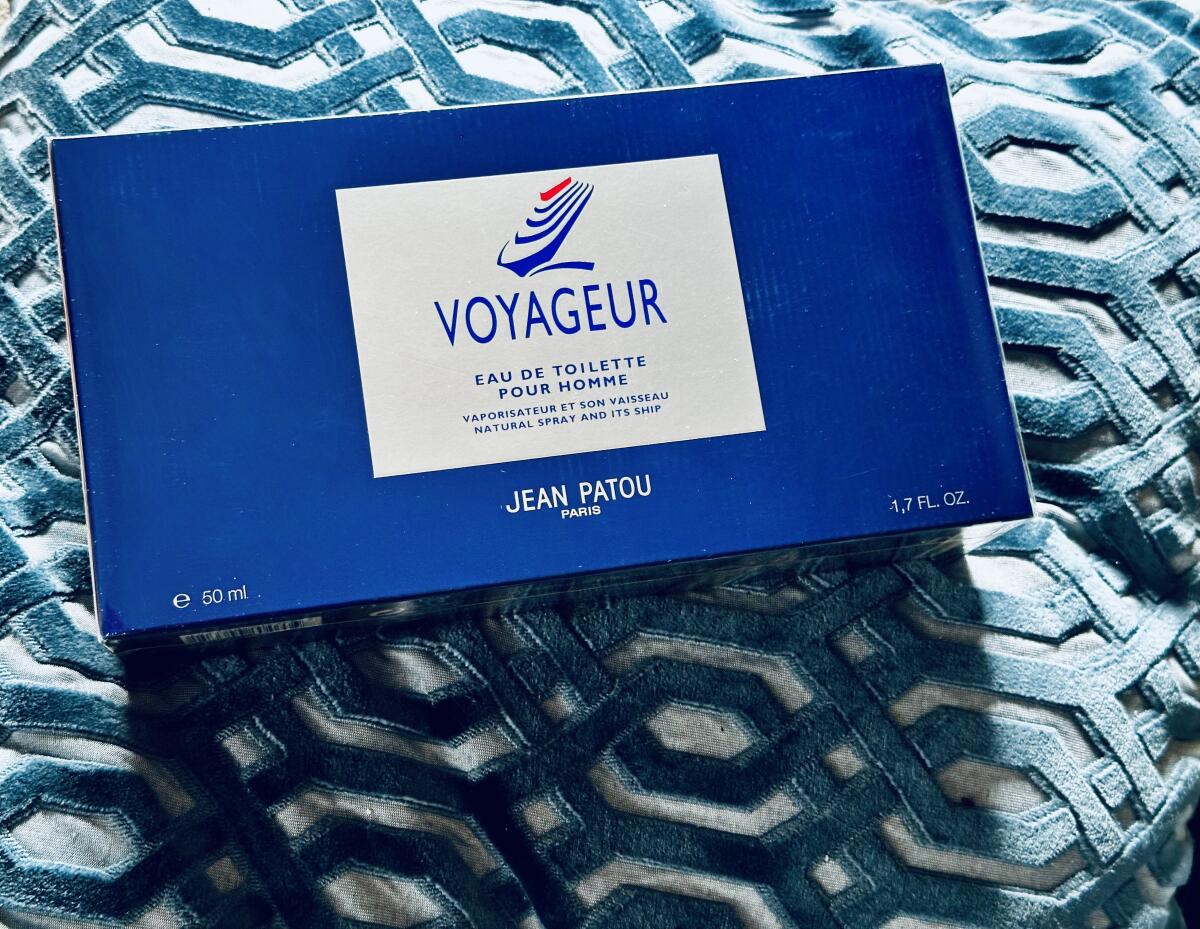 VOYAGEUR
EAU DE TOILETTE
POUR HOMME
VAPORISATEUR ET SON VAISSEAU
NATURAL SPRAY AND ITS SHIP
JEAN PATOU
PARIS
1,7 FL. OZ.
e 50 ml